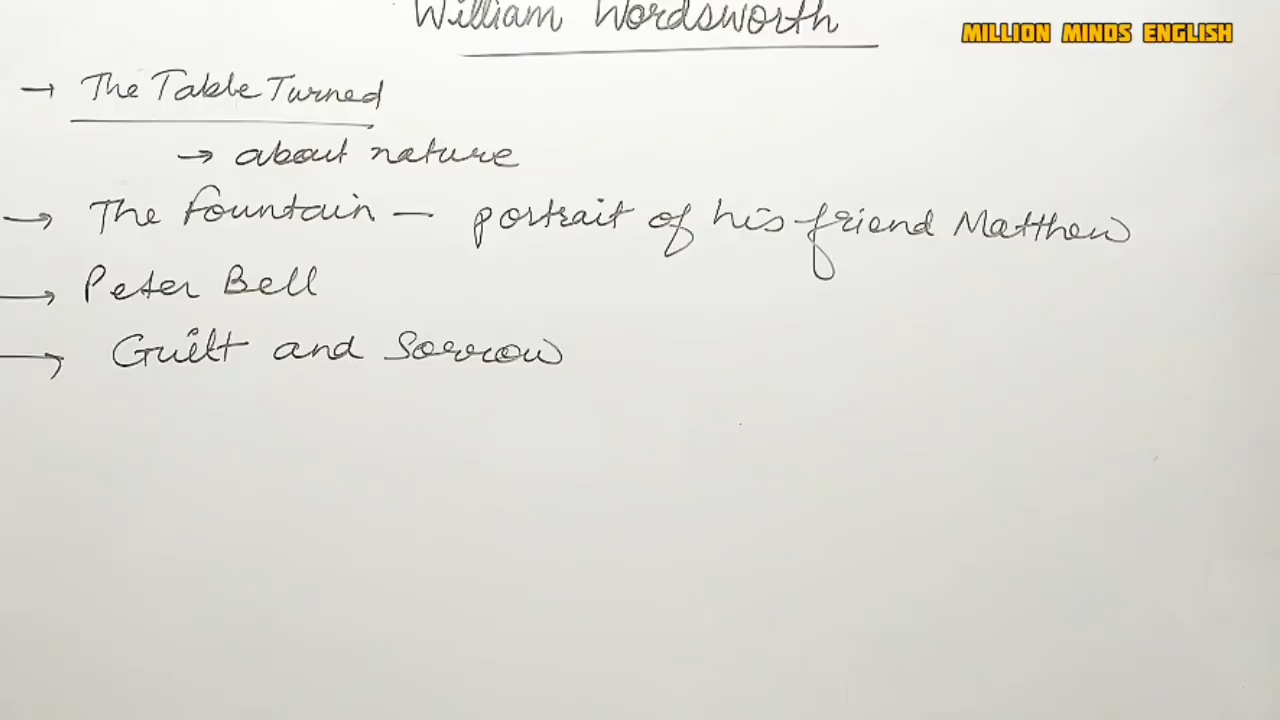 William Wordsworth
MILLION MINDS ENGLISH
→ The Table Turned
→ about nature
→ The Fountain — portrait of his friend Matthew
→ Peter Bell
→ Guilt and Sorrow